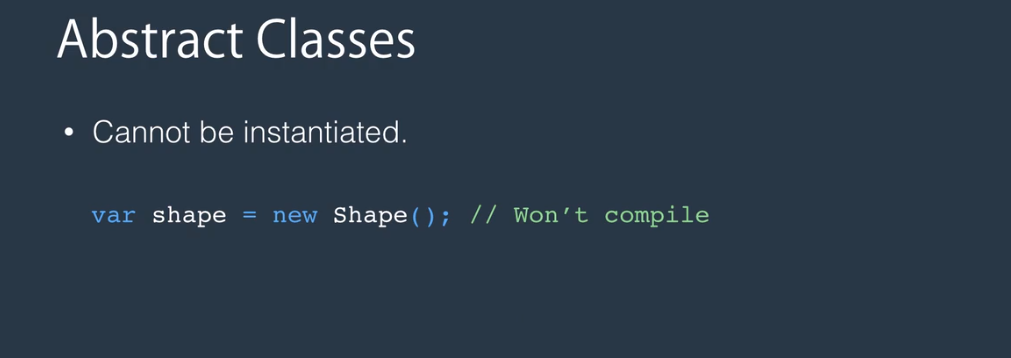 Abstract Classes
• Cannot be instantiated.
var shape = new Shape(); // Won’t compile